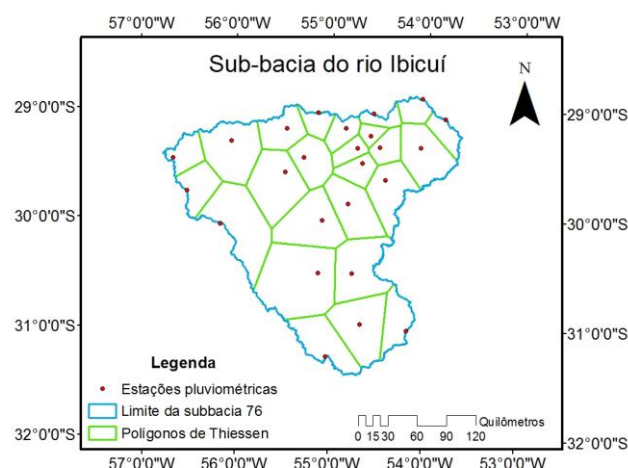 57°0'0"W 56°0'0"W 55°0'0"W 54°0'0"W 53°0'0"W
Sub-bacia do rio Ibicuí
N
29°0'0"S 29°0'0"S
30°0'0"S 30°0'0"S
31°0'0"S 31°0'0"S
Legenda
Estações pluviométricas
Limite da subbacia 76
Polígonos de Thiessen
Quilômetros
0 15 30 60 90 120
32°0'0"S 32°0'0"S
57°0'0"W 56°0'0"W 55°0'0"W 54°0'0"W 53°0'0"W